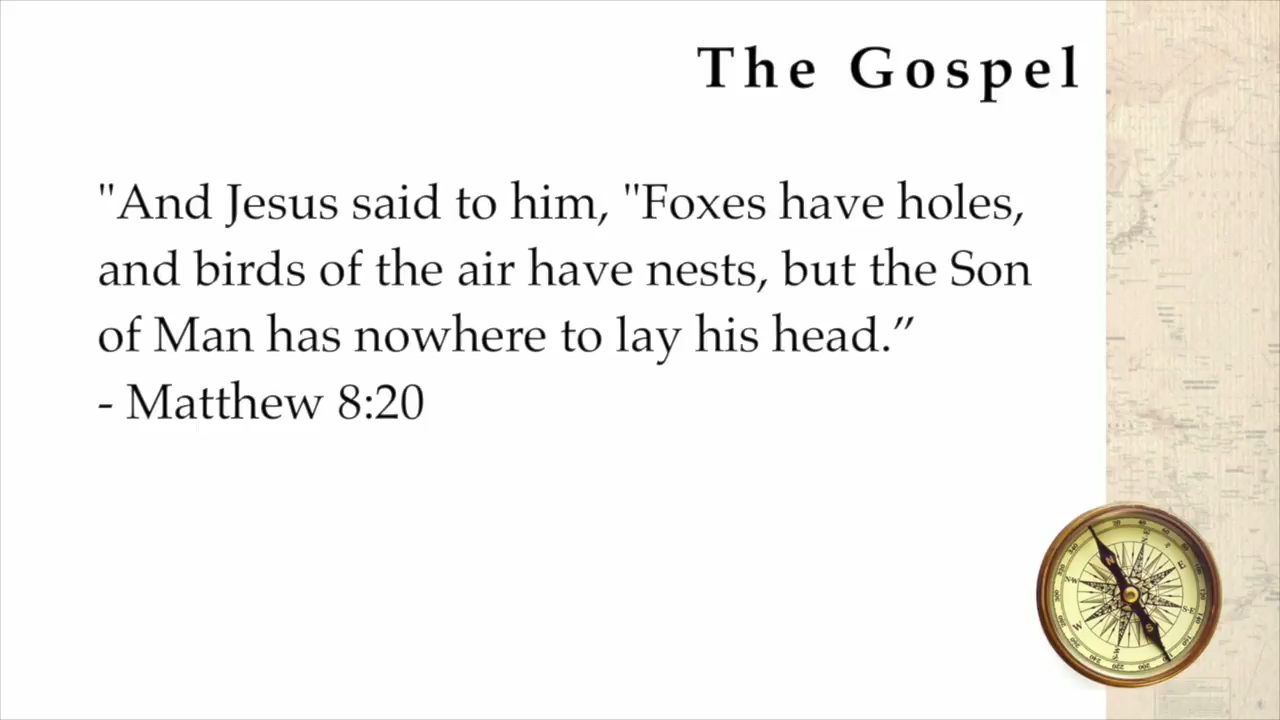 The Gospel
"And Jesus said to him, "Foxes have holes,
and birds of the air have nests, but the Son
of Man has nowhere to lay his head.”
- Matthew 8:20